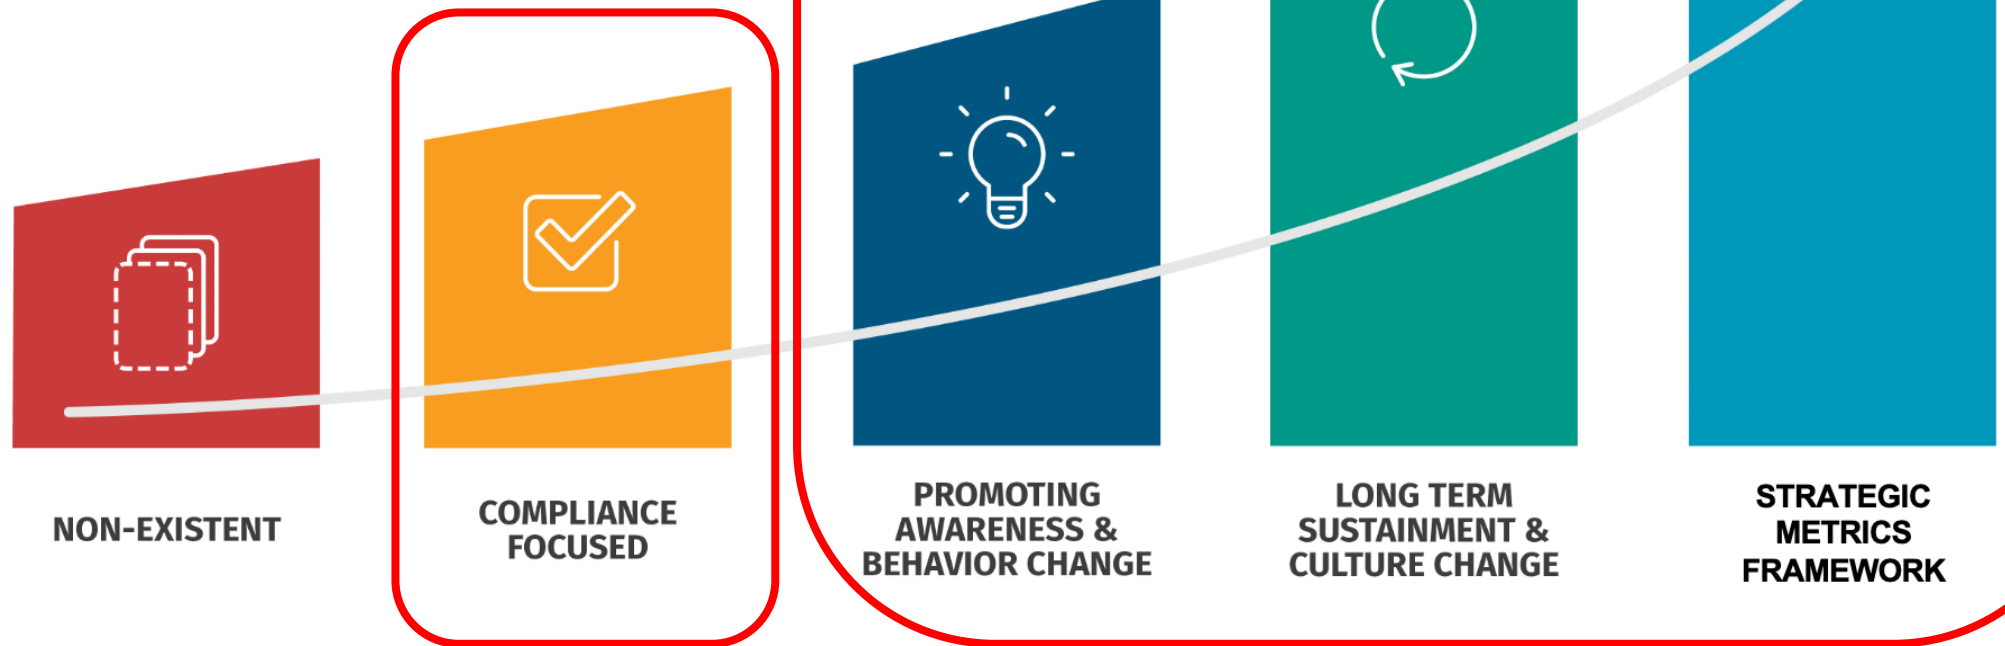 NON-EXISTENT
COMPLIANCE
FOCUSED
PROMOTING
AWARENESS &
BEHAVIOR CHANGE
LONG TERM
SUSTAINMENT &
CULTURE CHANGE
STRATEGIC
METRICS
FRAMEWORK